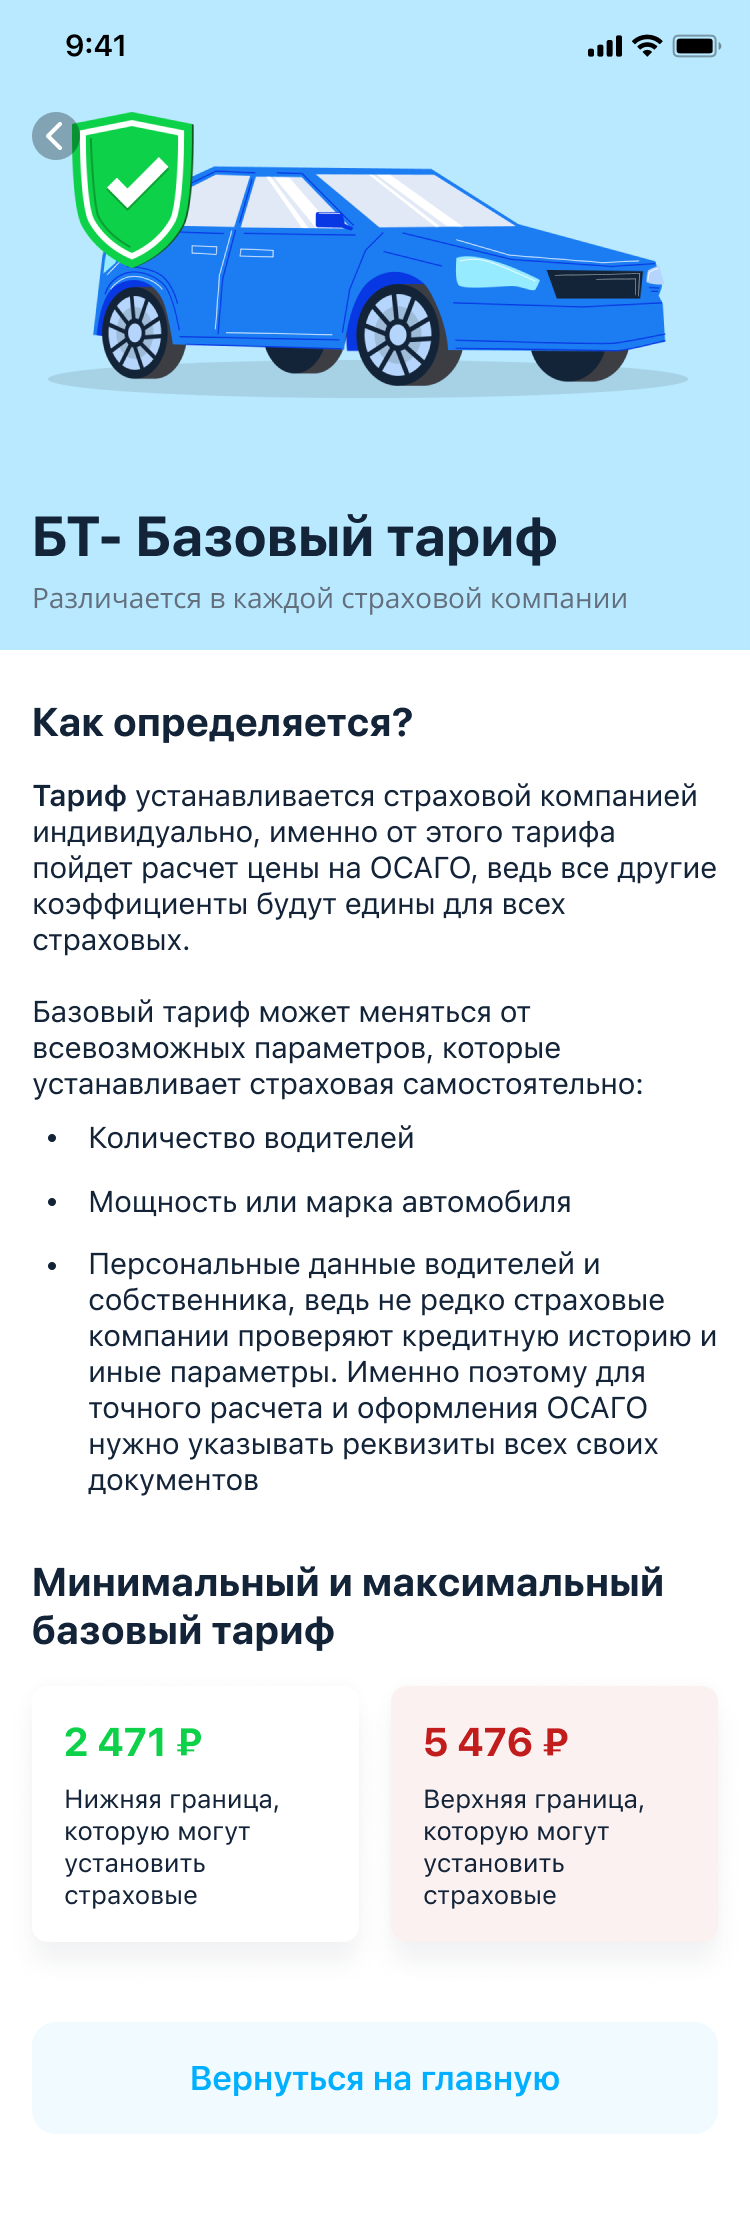 9:41
БТ- Базовый тариф
Различается в каждой страховой компании
Как определяется?
Тариф устанавливается страховой компанией
индивидуально, именно от этого тарифа
пойдет расчет цены на ОСАГО, ведь все другие
коэффициенты будут едины для всех
страховых.
Базовый тариф может меняться от
всевозможных параметров, которые
устанавливает страховая самостоятельно:
• Количество водителей
• Мощность или марка автомобиля
• Персональные данные водителей и
собственника, ведь не редко страховые
компании проверяют кредитную историю и
иные параметры. Именно поэтому для
точного расчета и оформления ОСАГО
нужно указывать реквизиты всех своих
документов
Минимальный и максимальный
базовый тариф
2 471 ₽
Нижняя граница,
которую могут
установить
страховые
5 476 ₽
Верхняя граница,
которую могут
установить
страховые
Вернуться на главную